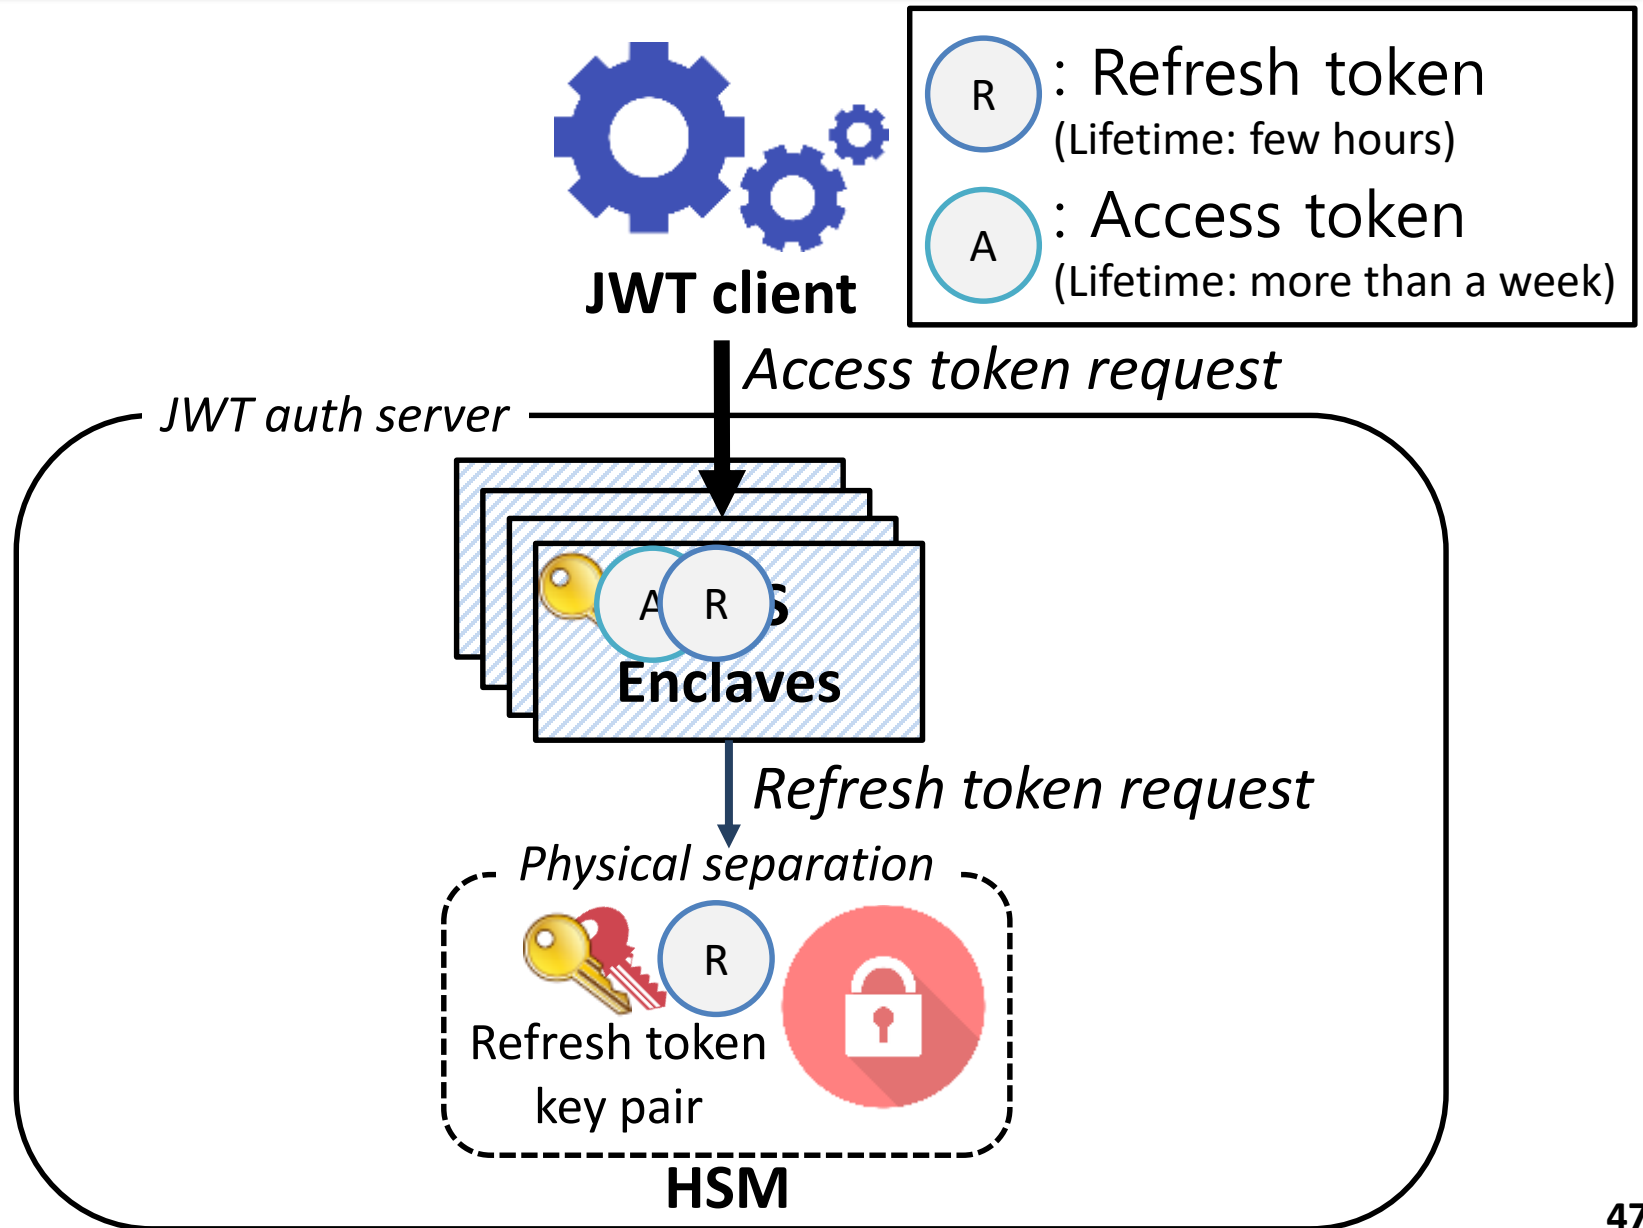 R : Refresh token
(Lifetime: few hours)
A : Access token
(Lifetime: more than a week)
JWT client
Access token request
JWT auth server
A R S
Enclaves
Refresh token request
Physical separation
R
Refresh token
key pair
HSM
47